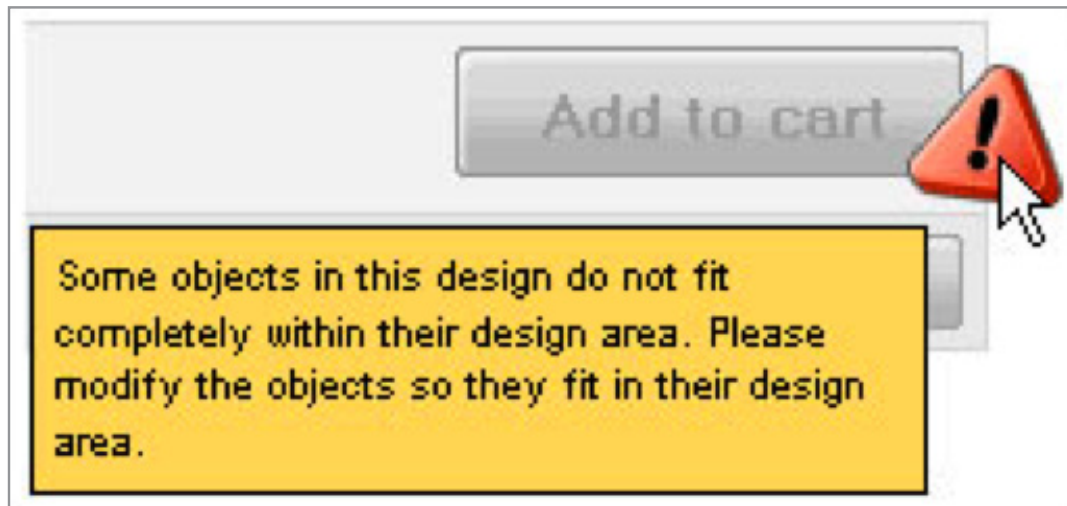 Add to cart
!
Some objects in this design do not fit
completely within their design area. Please
modify the objects so they fit in their design
area.